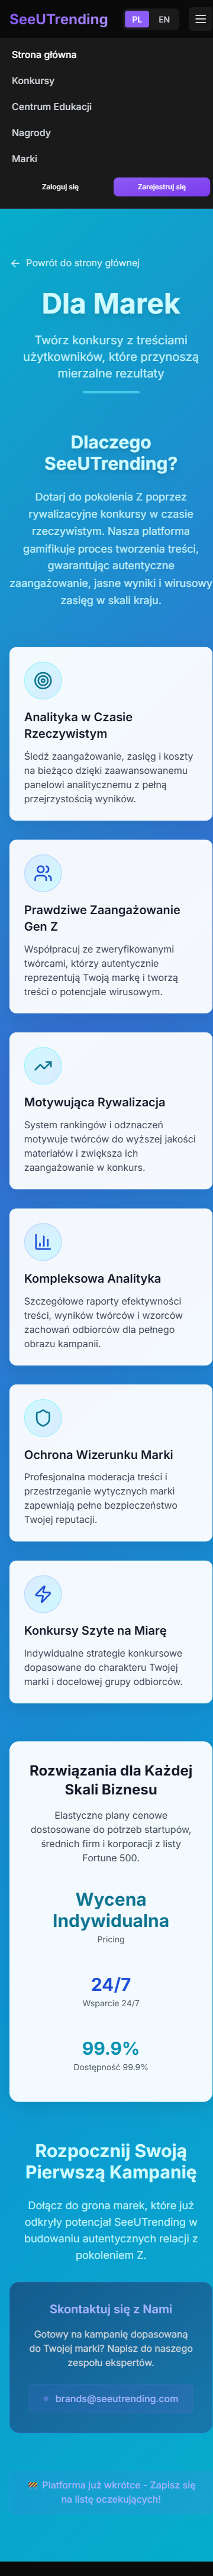 SeeUTrending
PL
EN
Strona główna
Konkursy
Centrum Edukacji
Nagrody
Marki
Zaloguj się
Zarejestruj się
Powrót do strony głównej
Dla Marek
Twórz konkursy z treściami
użytkowników, które przynoszą
mierzalne rezultaty
Dlaczego
SeeUTrending?
Dotarj do pokolenia Z poprzez
rywalizacyjne konkursy w czasie
rzeczywistym. Nasza platforma
gamifikuje proces tworzenia treści,
gwarantując autentyczne
zaangażowanie, jasne wyniki i wirusowy
zasięg w skali kraju.
Analityka w Czasie
Rzeczywistym
Śledź zaangażowanie, zasięg i koszty
na bieżąco dzięki zaawansowanemu
panelowi analitycznemu z pełną
przejrzystością wyników.
Prawdziwe Zaangażowanie
Gen Z
Współpracuj ze zweryfikowanymi
twórcami, którzy autentycznie
reprezentują Twoją markę i tworzą
treści o potencjale wirusowym.
Motywująca Rywalizacja
System rankingów i odznaczeń
motywuje twórców do wyższej jakości
materiałów i zwiększa ich
zaangażowanie w konkurs.
Kompleksowa Analityka
Szczegółowe raporty efektywności
treści, wyników twórców i wzorców
zachowań odbiorców dla pełnego
obrazu kampanii.
Ochrona Wizerunku Marki
Profesjonalna moderacja treści i
przestrzeganie wytycznych marki
zapewniają pełne bezpieczeństwo
Twojej reputacji.
Konkursy Szyte na Miarę
Indywidualne strategie konkursowe
dopasowane do charakteru Twojej
marki i docelowej grupy odbiorców.
Rozwiązania dla Każdej
Skali Biznesu
Elastyczne plany cenowe
dostosowane do potrzeb startupów,
średnich firm i korporacji z listy
Fortune 500.
Wycena
Indywidualna
Pricing
24/7
Wsparcie 24/7
99.9%
Dostępność 99.9%
Rozpocznij Swoją
Pierwszą Kampanię
Dołącz do grona marek, które już
odkryły potencjał SeeUTrending w
budowaniu autentycznych relacji z
pokoleniem Z.
Skontaktuj się z Nami
Gotowy na kampanię dopasowaną
do Twojej marki? Napisz do naszego
zespołu ekspertów.
brands@seeutrending.com
🚧 Platforma już wkrótce - Zapisz się
na listę oczekujących!